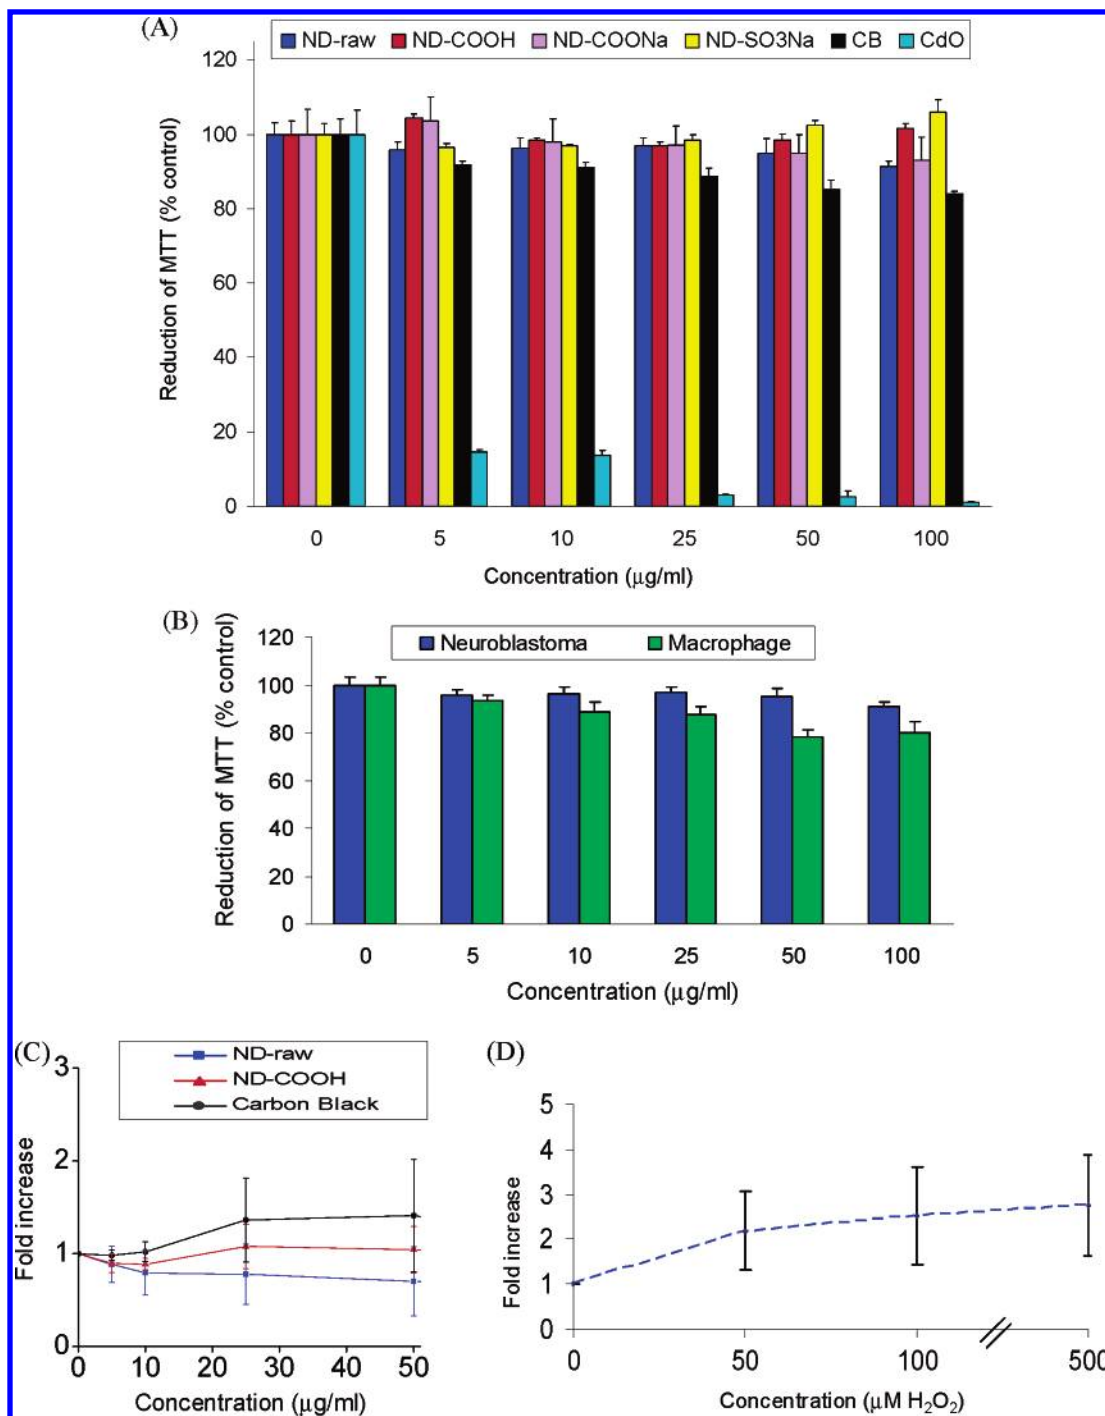 (A)
ND-raw ND-COOH ND-COONa ND-SO3Na CB CdO
Reduction of MTT (% control)
120
100
80
60
40
20
0
0 5 10 25 50 100
Concentration (μg/ml)
(B)
Neuroblastoma Macrophage
Reduction of MTT (% control)
120
100
80
60
40
20
0
0 5 10 25 50 100
Concentration (μg/ml)
(C)
ND-raw
ND-COOH
Carbon Black
Fold increase
3
2
1
0
0 10 20 30 40 50
Concentration (μg/ml)
(D)
Fold increase
5
4
3
2
1
0
0 50 100 500
Concentration (μM H₂O₂)